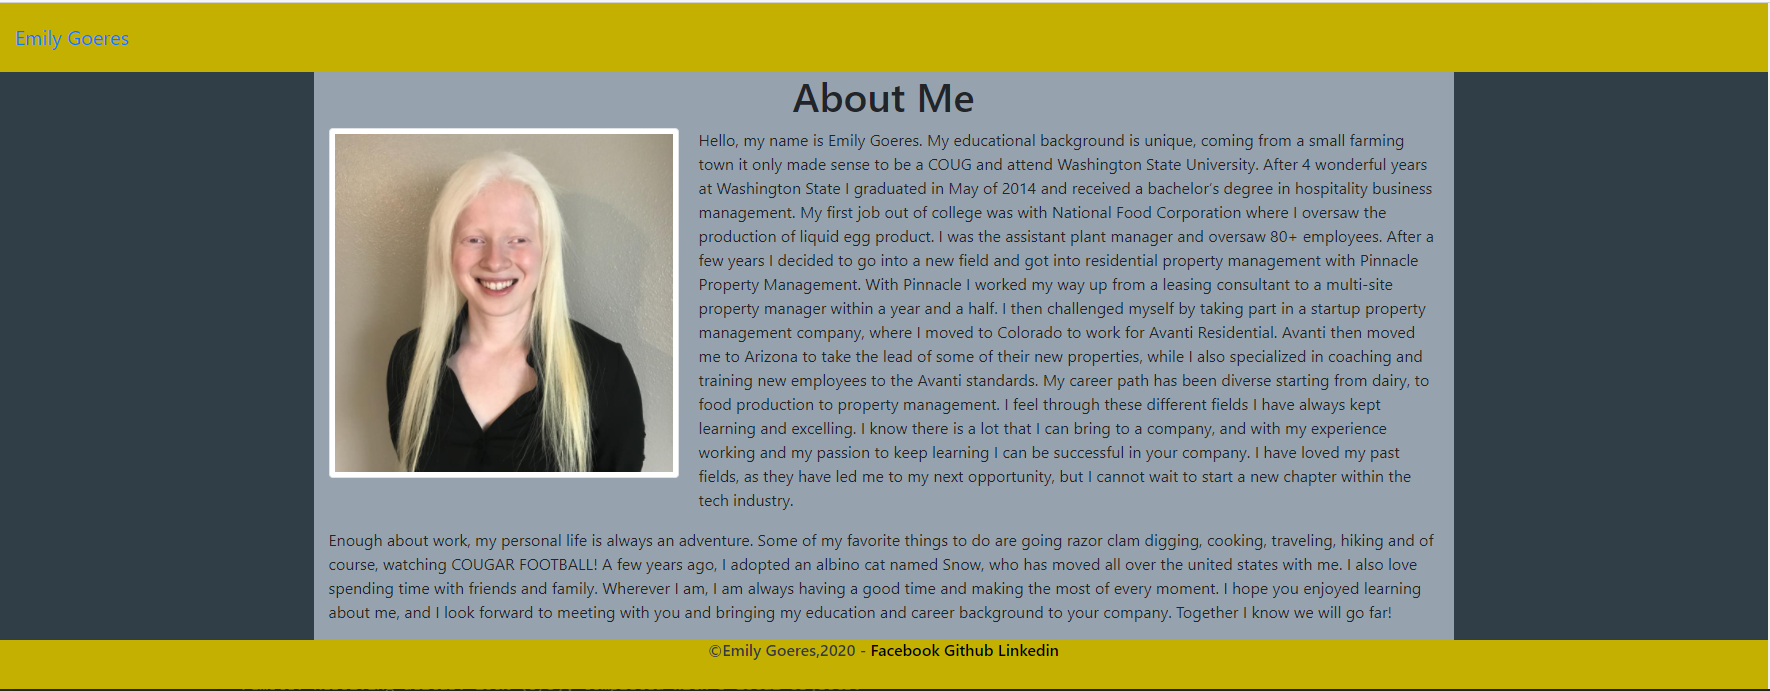 Emily Goeres
About Me
Hello, my name is Emily Goeres. My educational background is unique, coming from a small farming
town it only made sense to be a COUG and attend Washington State University. After 4 wonderful years
at Washington State I graduated in May of 2014 and received a bachelor's degree in hospitality business
management. My first job out of college was with National Food Corporation where I oversaw the
production of liquid egg product. I was the assistant plant manager and oversaw 80+ employees. After a
few years I decided to go into a new field and got into residential property management with Pinnacle
Property Management. With Pinnacle I worked my way up from a leasing consultant to a multi-site
property manager within a year and a half. I then challenged myself by taking part in a startup property
management company, where I moved to Colorado to work for Avanti Residential. Avanti then moved
me to Arizona to take the lead of some of their new properties, while I also specialized in coaching and
training new employees to the Avanti standards. My career path has been diverse starting from dairy, to
food production to property management. I feel through these different fields I have always kept
learning and excelling. I know there is a lot that I can bring to a company, and with my experience
working and my passion to keep learning I can be successful in your company. I have loved my past
fields, as they have led me to my next opportunity, but I cannot wait to start a new chapter within the
tech industry.
Enough about work, my personal life is always an adventure. Some of my favorite things to do are going razor clam digging, cooking, traveling, hiking and of
course, watching COUGAR FOOTBALL! A few years ago, I adopted an albino cat named Snow, who has moved all over the united states with me. I also love
spending time with friends and family. Wherever I am, I am always having a good time and making the most of every moment. I hope you enjoyed learning
about me, and I look forward to meeting with you and bringing my education and career background to your company. Together I know we will go far!
©Emily Goeres,2020 - Facebook Github Linkedin